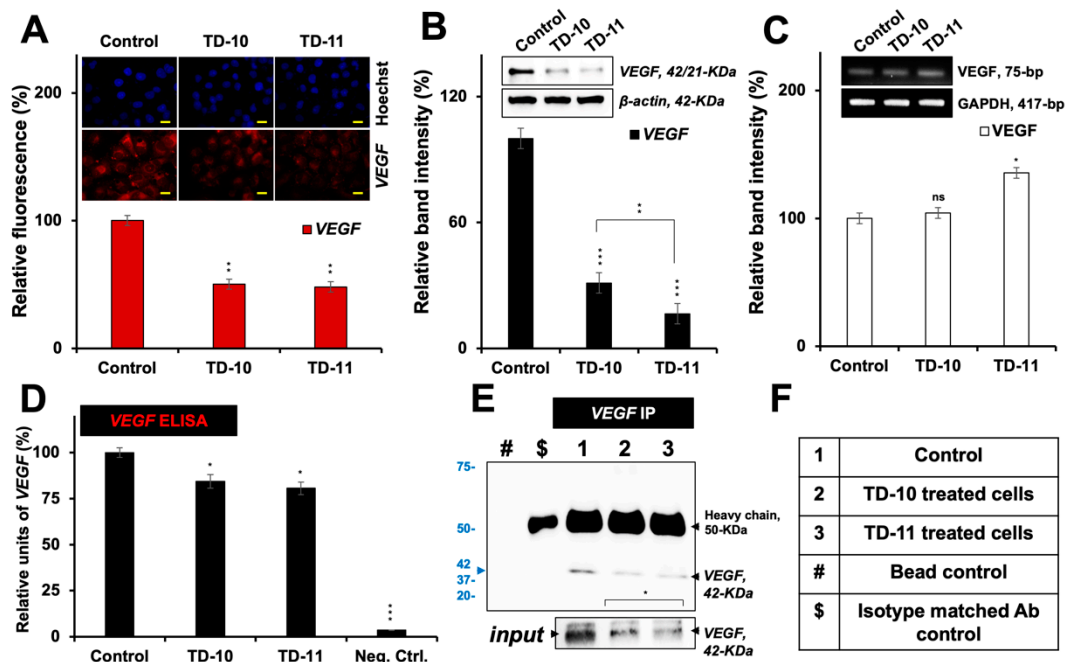 A
Control TD-10 TD-11
Hoechst
VEGF
Relative fluorescence (%)
200
100
0
VEGF
**
**
Control TD-10 TD-11
B
Control
TD-10
TD-11
VEGF, 42/21-KDa
β-actin, 42-KDa
Relative band intensity (%)
120
60
0
VEGF
**
***
***
Control TD-10 TD-11
C
Control
TD-10
TD-11
VEGF, 75-bp
GAPDH, 417-bp
Relative band intensity (%)
200
100
0
VEGF
ns
*
Control TD-10 TD-11
D
VEGF ELISA
Relative units of VEGF (%)
100
75
50
25
0
*
*
***
Control TD-10 TD-11 Neg. Ctrl.
E
VEGF IP
# $ 1 2 3
75-
50-
42
37-
20-
Heavy chain,
50-KDa
VEGF,
42-KDa
*
input
VEGF,
42-KDa
F
1 Control
2 TD-10 treated cells
3 TD-11 treated cells
# Bead control
$ Isotype matched Ab
control